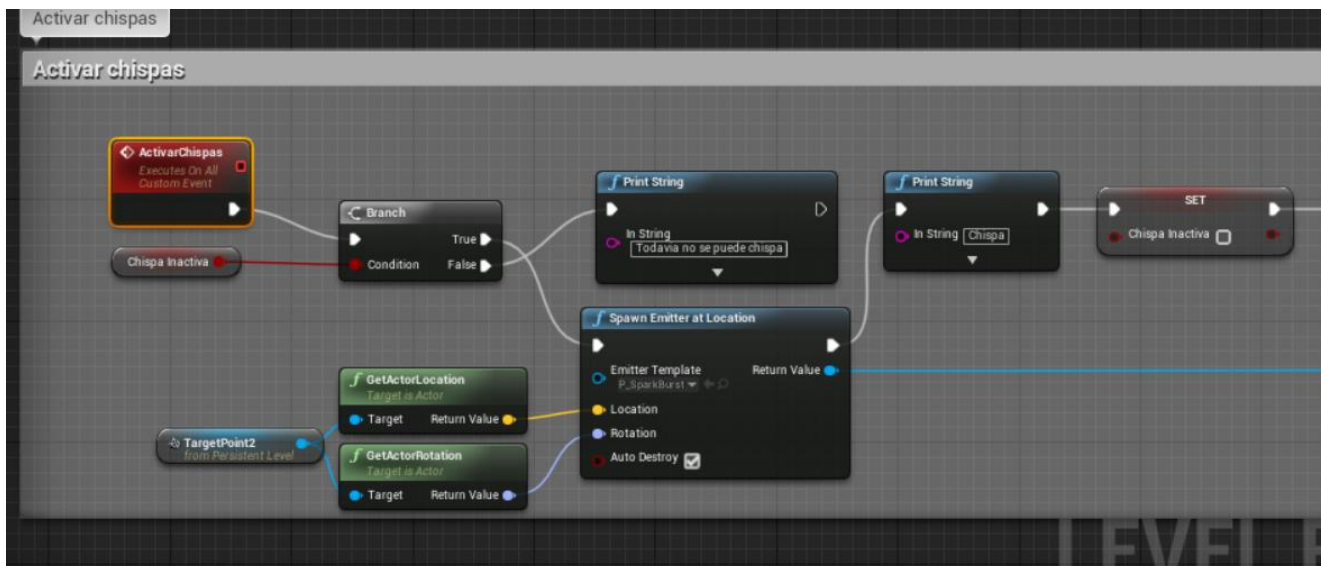 Activar chispas
Activar chispas
ActivarChispas
Executes On All
Custom Event
Chispa Inactiva
Branch
True
Condition
False
Print String
In String
Todavia no se puede chispa
Print String
In String Chispa
SET
Chispa Inactiva
Spawn Emitter at Location
Emitter Template
P_SparkBurst
Return Value
Location
Rotation
Auto Destroy
GetActorLocation
Target is Actor
Target
Return Value
TargetPoint2
from Persistent Level
GetActorRotation
Target is Actor
Target
Return Value
LEVEL